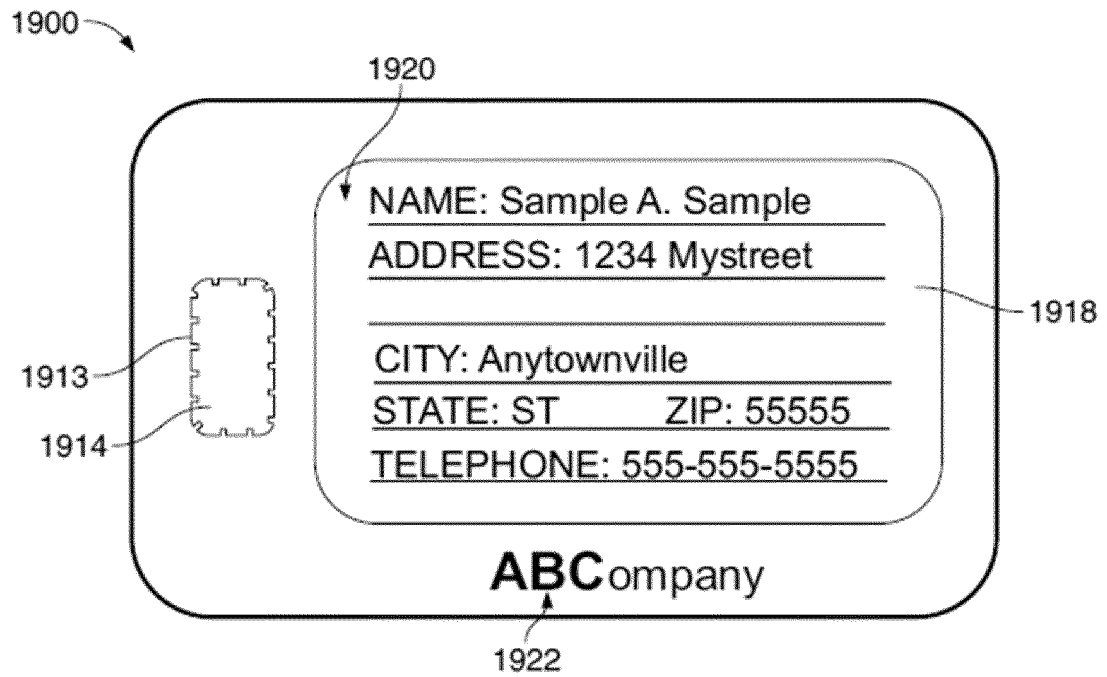 1900
1920
NAME: Sample A. Sample
ADDRESS: 1234 Mystreet
1918
CITY: Anytownville
1913
STATE: ST ZIP: 55555
1914
TELEPHONE: 555-555-5555
ABCompany
1922